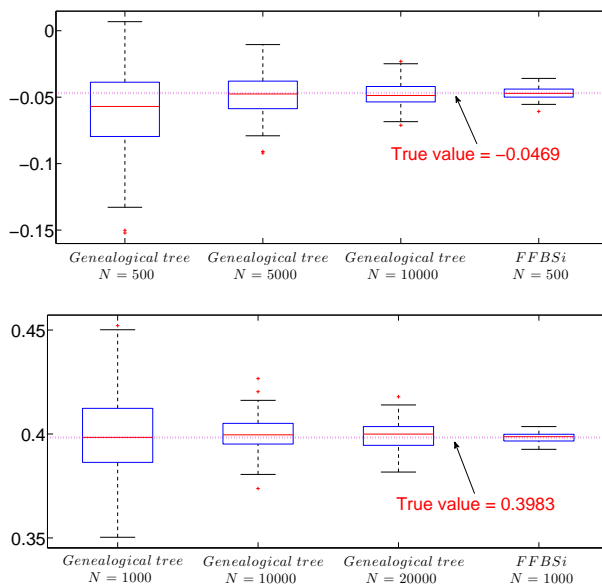 0
−0.05
−0.1
−0.15
True value = −0.0469
Genealogical tree Genealogical tree Genealogical tree FFBSi
N = 500 N = 5000 N = 10000 N = 500
0.45
0.4
0.35
True value = 0.3983
Genealogical tree Genealogical tree Genealogical tree FFBSi
N = 1000 N = 10000 N = 20000 N = 1000